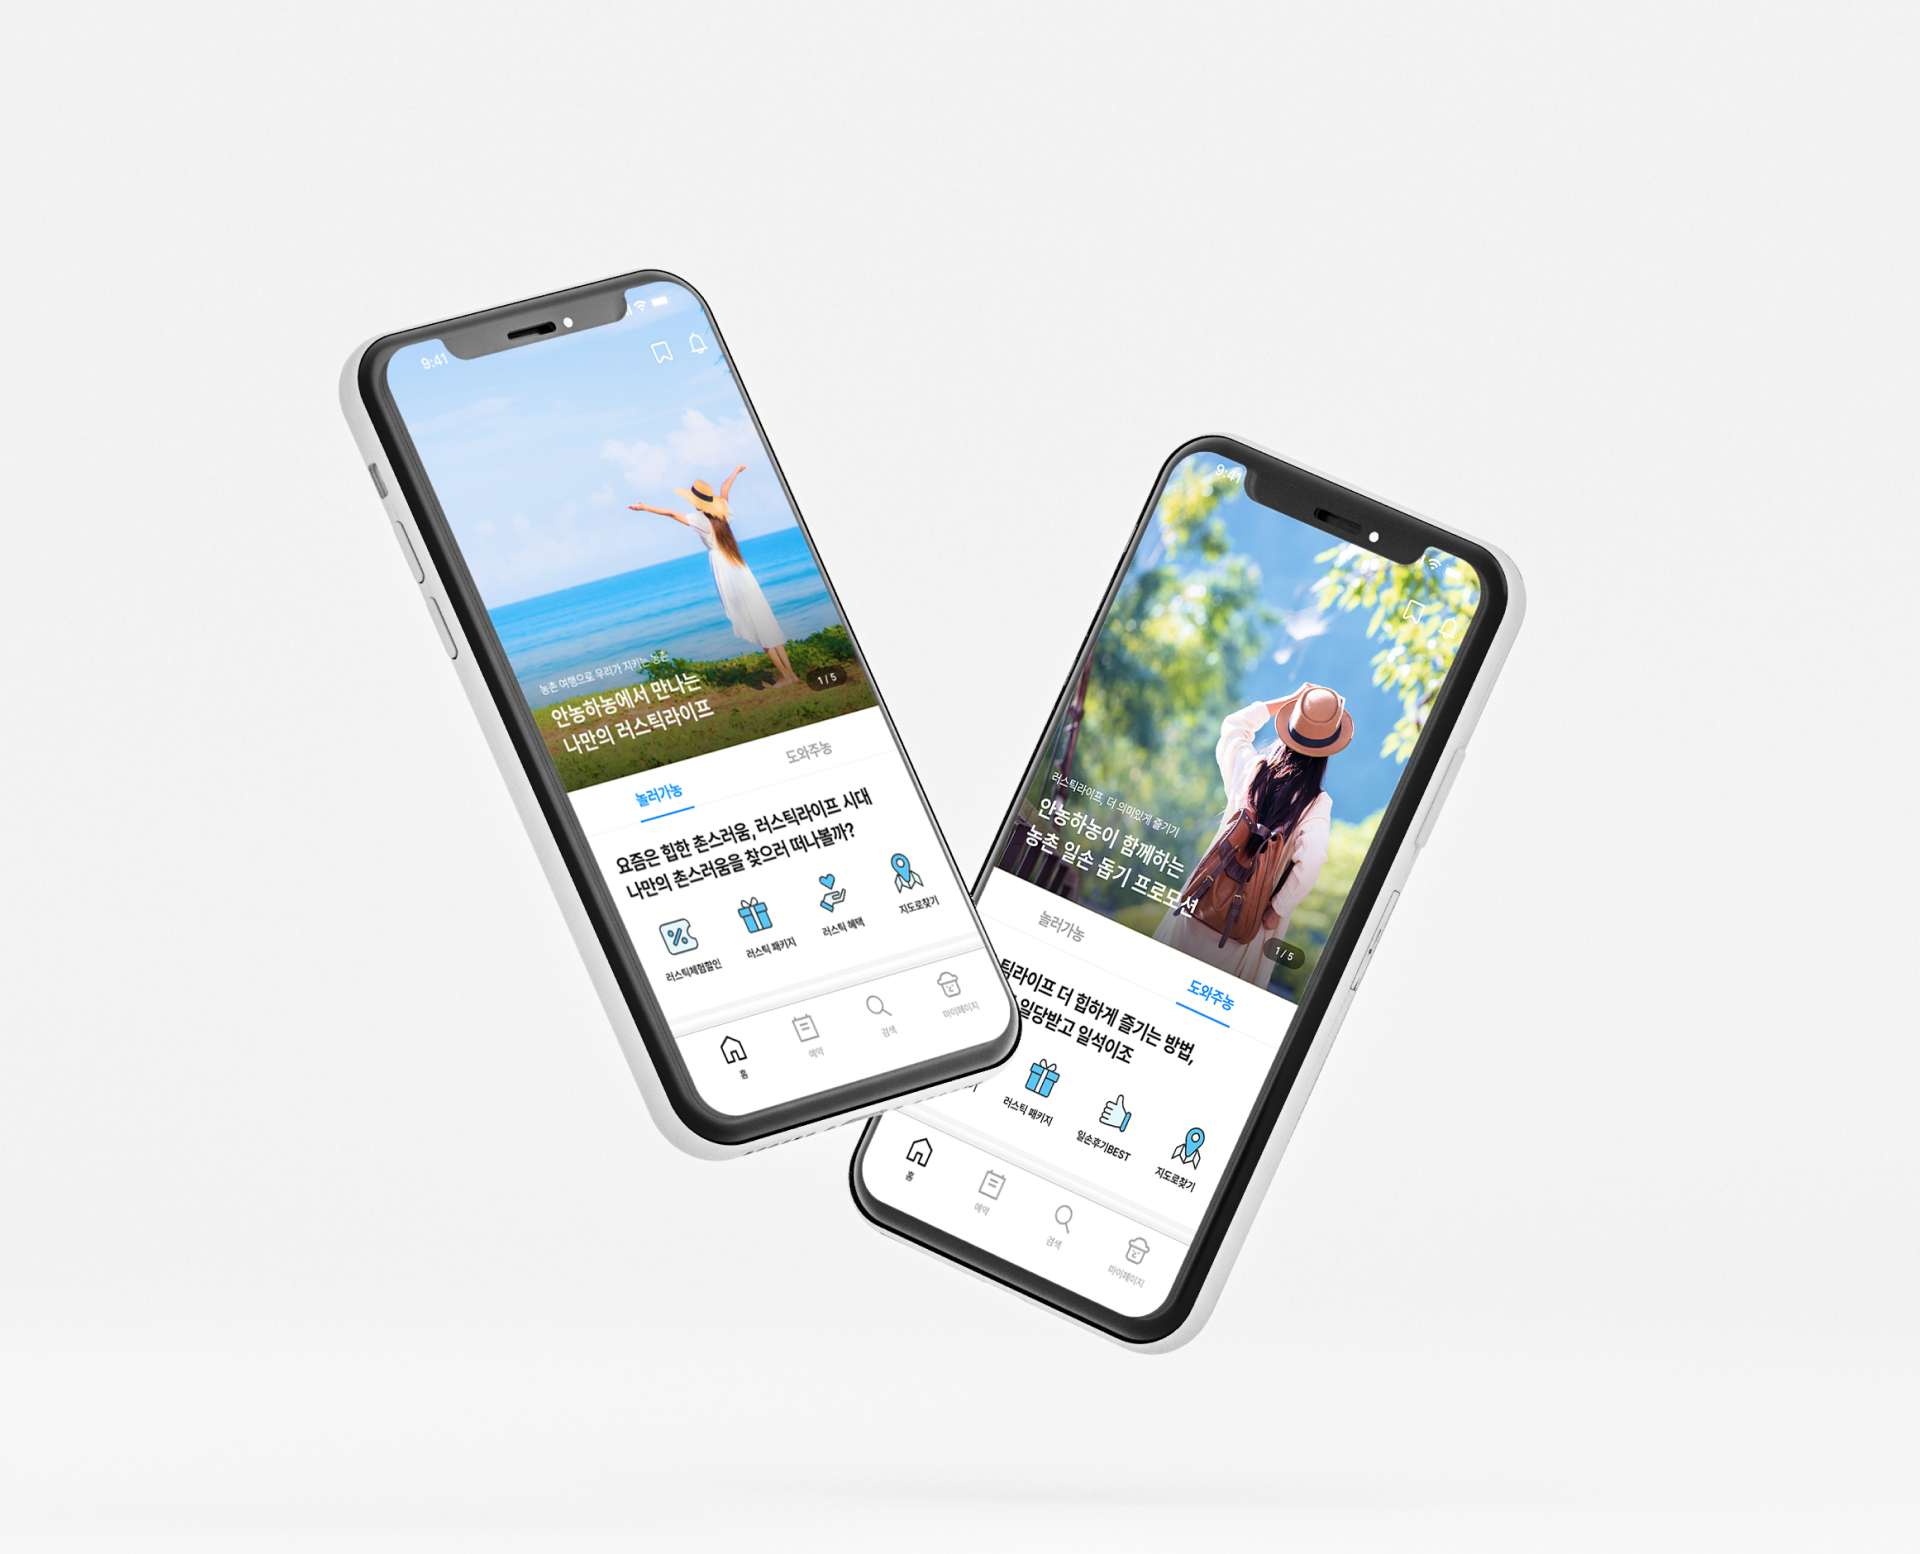 9:41
농촌 여행으로 우리가 지키는 농촌
안농하농에서 만나는
나만의 러스틱라이프
1 / 5
놀러가농
도와주농
요즘은 힙한 촌스러움, 러스틱라이프 시대
나만의 촌스러움을 찾으러 떠나볼까?
러스틱체험할인
러스틱 패키지
러스틱 혜택
지도로찾기
홈
예약
검색
마이페이지
9:41
러스틱라이프, 더 의미있게 즐기기
안농하농이 함께하는
농촌 일손 돕기 프로모션
1 / 5
놀러가농
도와주농
틱라이프 더 힙하게 즐기는 방법,
일당받고 일석이조
러스틱 패키지
일손후기BEST
지도로찾기
홈
예약
검색
마이페이지